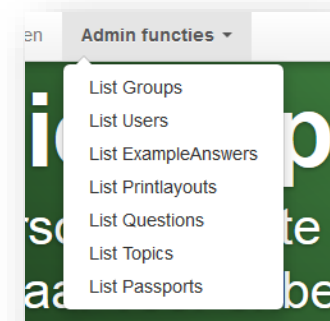 en Admin functies
List Groups
List Users
List ExampleAnswers
List Printlayouts
List Questions
List Topics
List Passports